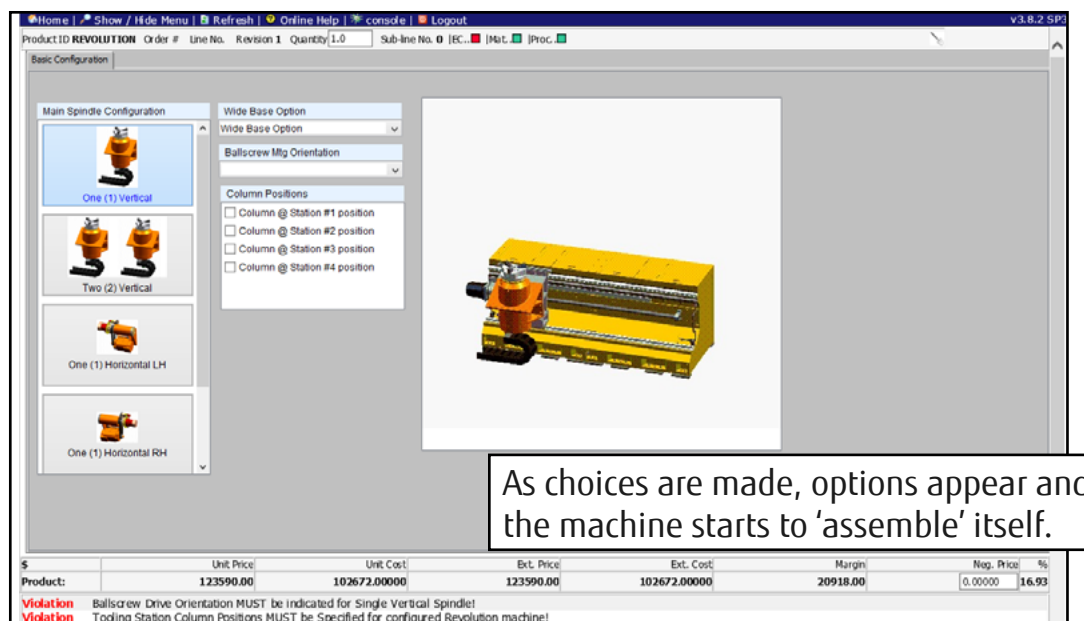 Home | Show / Hide Menu | Refresh | Online Help | console | Logout v3.8.2 SP3
Product ID REVOLUTION Order # Line No. Revision 1 Quantity 1.0 Sub-line No. 0 |EC.. |Mat. |Proc.
Basic Configuration
Main Spindle Configuration
One (1) Vertical
Two (2) Vertical
One (1) Horizontal LH
One (1) Horizontal RH
Wide Base Option
Wide Base Option
Ballscrew Mtg Orientation
Column Positions
Column @ Station #1 position
Column @ Station #2 position
Column @ Station #3 position
Column @ Station #4 position
As choices are made, options appear and
the machine starts to ‘assemble’ itself.
$ Unit Price Unit Cost Ext. Price Ext. Cost Margin Neg. Price %
Product: 123590.00 102672.00000 123590.00 102672.00000 20918.00 0.00000 16.93
Violation Ballscrew Drive Orientation MUST be indicated for Single Vertical Spindle!
Violation Tooling Station Column Positions MUST be Specified for configured Revolution machine!